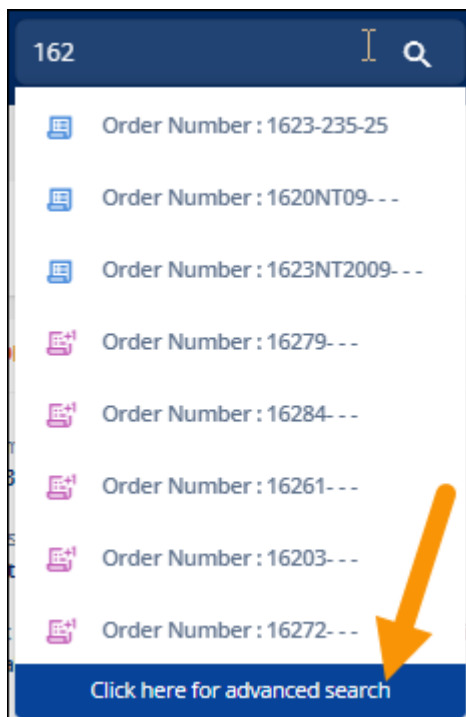 162
Order Number : 1623-235-25
Order Number : 1620NT09- - -
Order Number : 1623NT2009- - -
Order Number : 16279- - -
Order Number : 16284- - -
Order Number : 16261- - -
Order Number : 16203- - -
Order Number : 16272- - -
Click here for advanced search